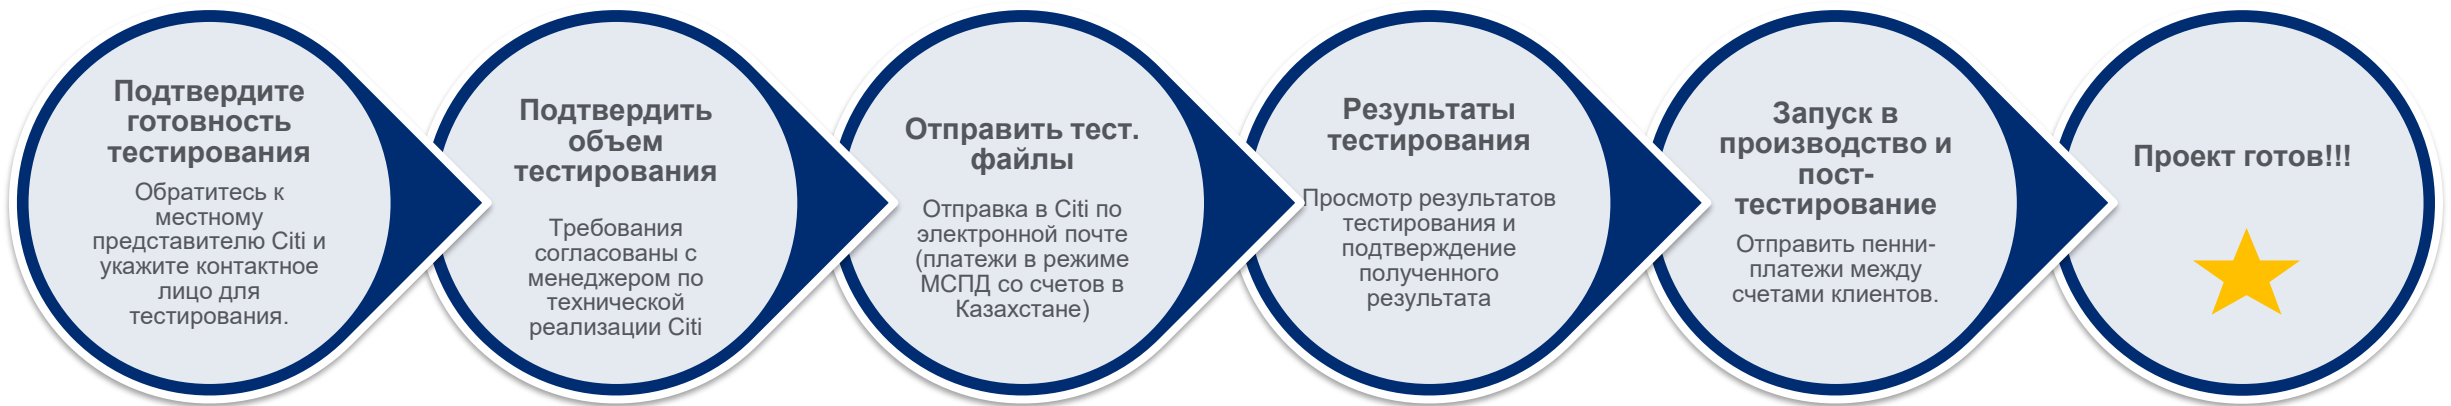 Подтвердите
готовность
тестирования
Обратитесь к
местному
представителю Citi и
укажите контактное
лицо для
тестирования.
Подтвердить
объем
тестирования
Требования
согласованы с
менеджером по
технической
реализации Citi
Отправить тест.
файлы
Отправка в Citi по
электронной почте
(платежи в режиме
МСПД со счетов в
Казахстане)
Результаты
тестирования
Просмотр результатов
тестирования и
подтверждение
полученного
результата
Запуск в
производство и
пост-
тестирование
Отправить пенни-
платежи между
счетами клиентов.
Проект готов!!!